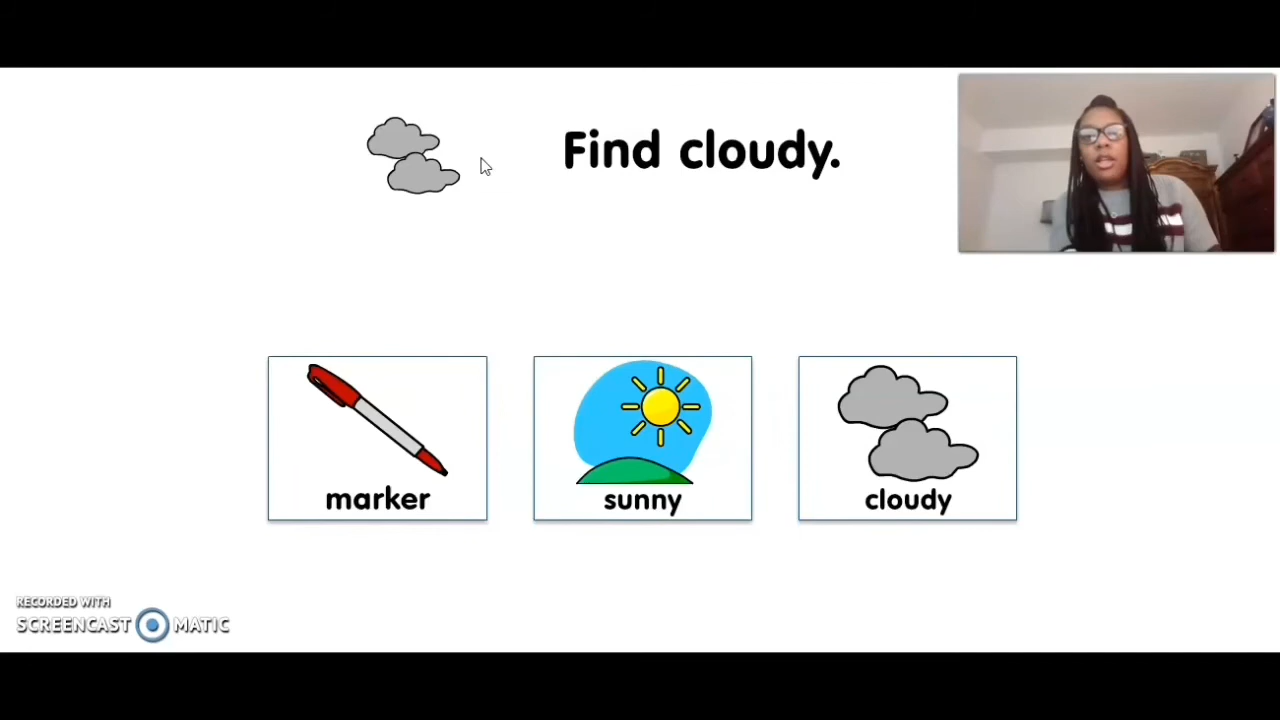 Find cloudy.
marker
sunny
cloudy
RECORDED WITH
SCREENCAST MATIC